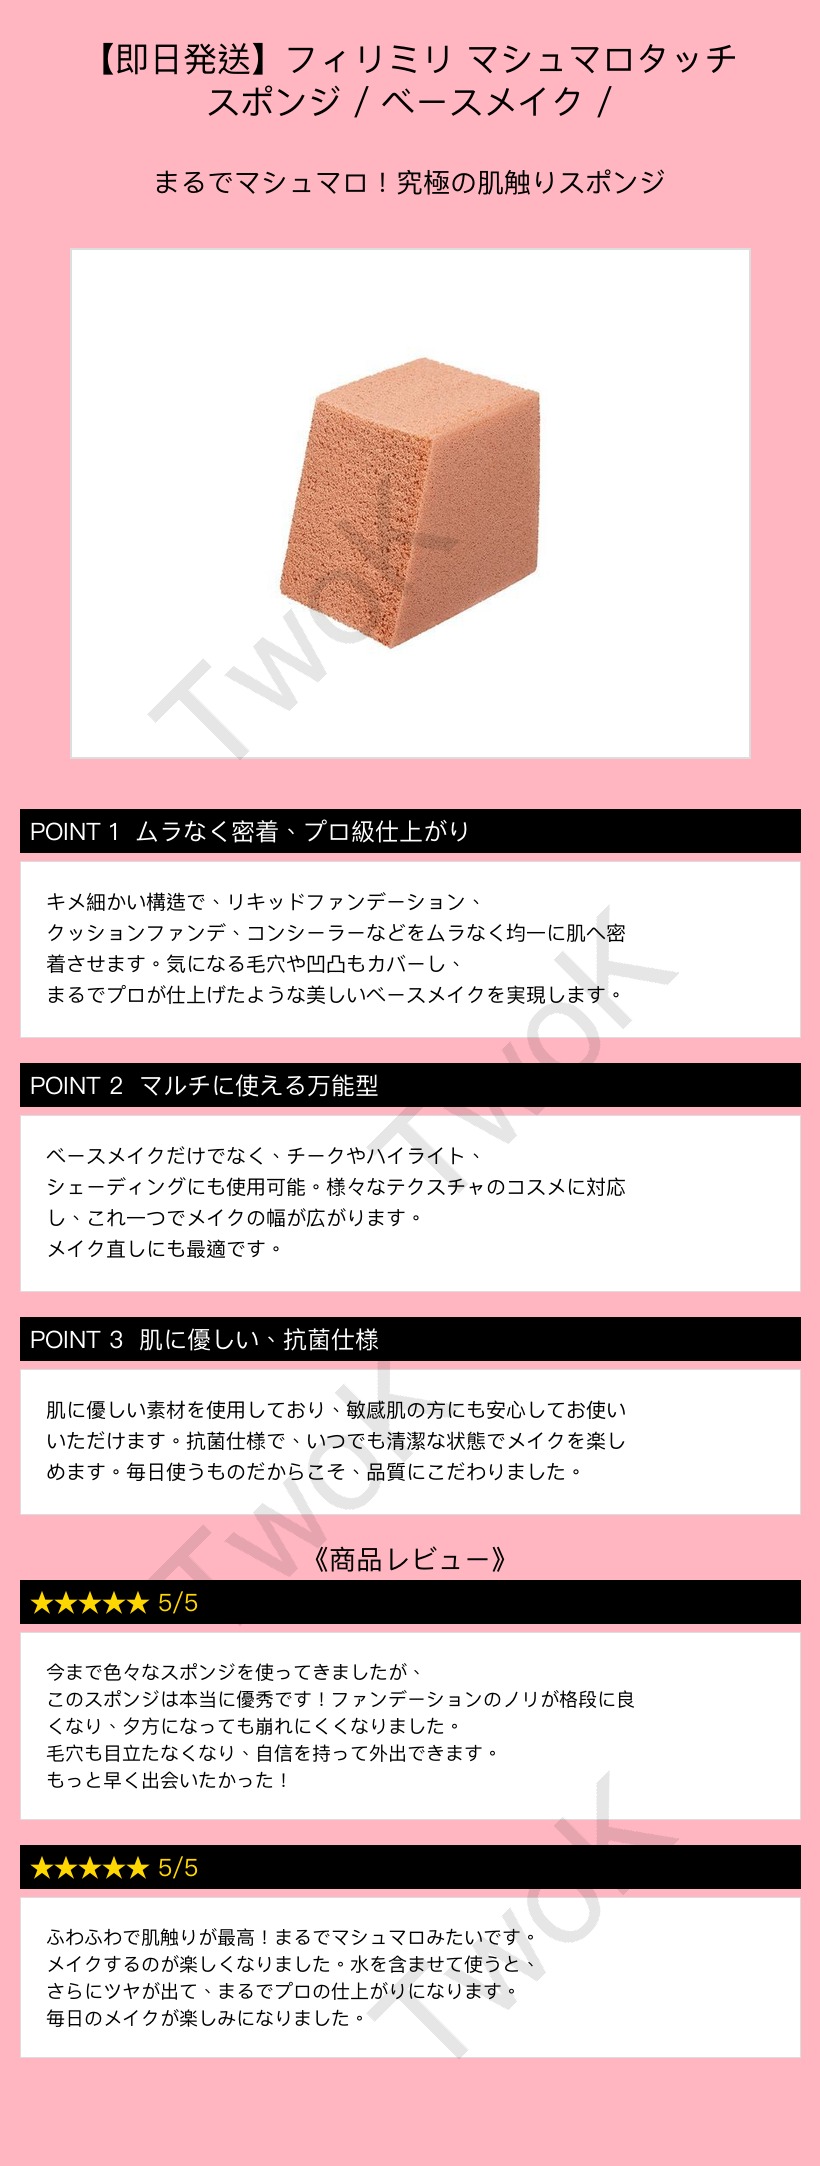 【即日発送】フィリミリ マシュマロタッチ
スポンジ / ベースメイク /
まるでマシュマロ！究極の肌触りスポンジ
TwoK
POINT 1 ムラなく密着、プロ級仕上がり
キメ細かい構造で、リキッドファンデーション、
クッションファンデ、コンシーラーなどをムラなく均一に肌へ密
着させます。気になる毛穴や凹凸もカバーし、
まるでプロが仕上げたような美しいベースメイクを実現します。
TwoK
POINT 2 マルチに使える万能型
ベースメイクだけでなく、チークやハイライト、
シェーディングにも使用可能。様々なテクスチャのコスメに対応
し、これ一つでメイクの幅が広がります。
メイク直しにも最適です。
POINT 3 肌に優しい、抗菌仕様
肌に優しい素材を使用しており、敏感肌の方にも安心してお使い
いただけます。抗菌仕様で、いつでも清潔な状態でメイクを楽し
めます。毎日使うものだからこそ、品質にこだわりました。
TwoK
《商品レビュー》
★★★★★ 5/5
今まで色々なスポンジを使ってきましたが、
このスポンジは本当に優秀です！ファンデーションのノリが格段に良
くなり、夕方になっても崩れにくくなりました。
毛穴も目立たなくなり、自信を持って外出できます。
もっと早く出会いたかった！
★★★★★ 5/5
ふわふわで肌触りが最高！まるでマシュマロみたいです。
メイクするのが楽しくなりました。水を含ませて使うと、
さらにツヤが出て、まるでプロの仕上がりになります。
毎日のメイクが楽しみになりました。
TwoK